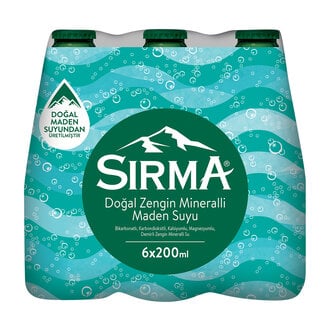 DOĞAL
MADEN
SUYUNDAN
ÜRETİLMİŞTİR
SIRMA®
Doğal Zengin Mineralli
Maden Suyu
Bikarbonatlı, Karbondioksitli, Kalsiyumlu, Magnezyumlu,
Demirli Zengin Mineralli Su.
6x200ml